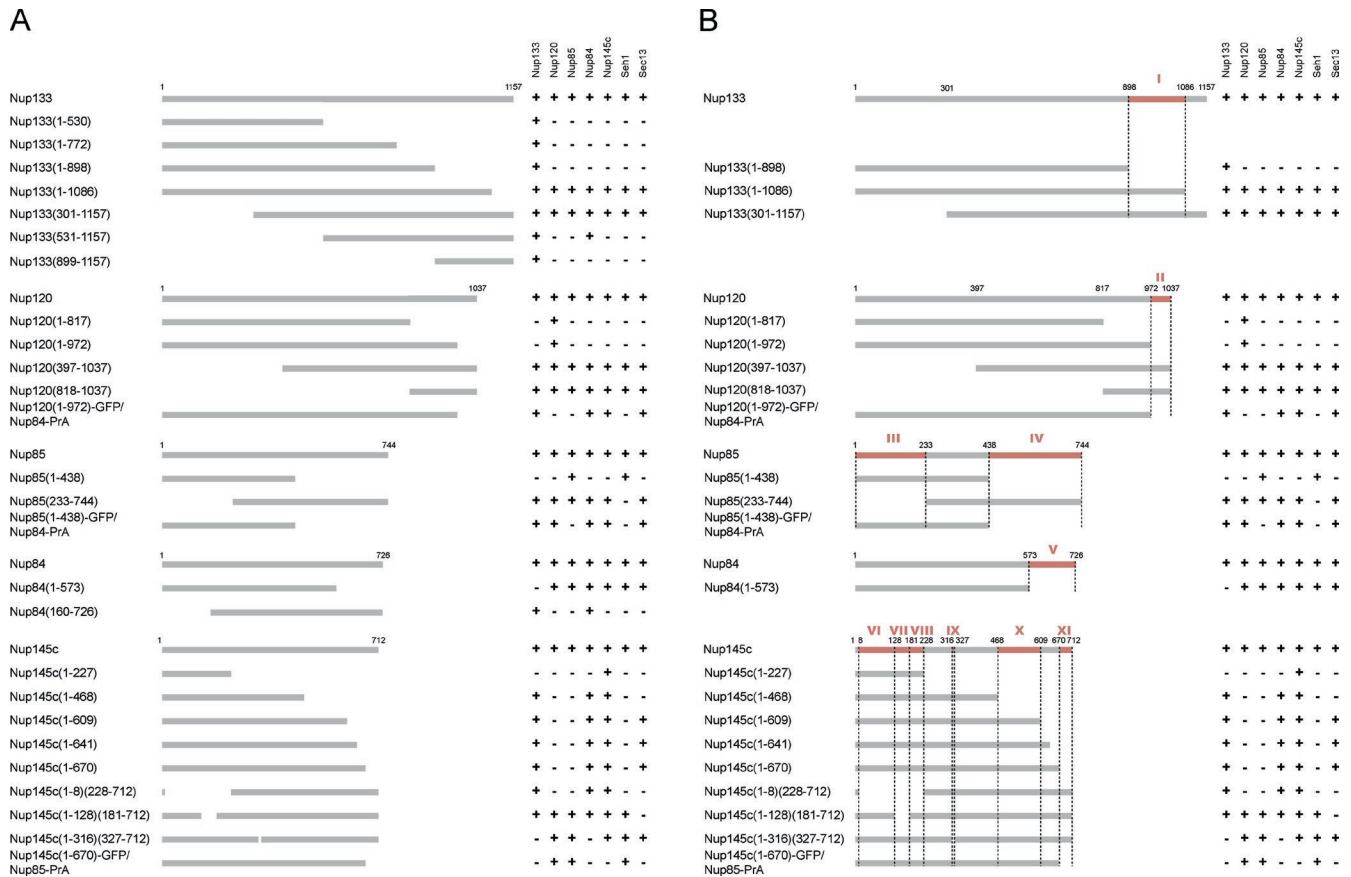 A
Nup133 Nup120 Nup85 Nup84 Nup145c Seh1 Sec13
1 1157
Nup133 + + + + + + +
Nup133(1-530) + - - - - - -
Nup133(1-772) + - - - - - -
Nup133(1-898) + - - - - - -
Nup133(1-1086) + + + + + + +
Nup133(301-1157) + + + + + + +
Nup133(531-1157) + - - + - - -
Nup133(899-1157) + - - - - - -
1 1037
Nup120 + + + + + + +
Nup120(1-817) - + - - - - -
Nup120(1-972) - + - - - - -
Nup120(397-1037) + + + + + + +
Nup120(818-1037) + + + + + + +
Nup120(1-972)-GFP/
Nup84-PrA + - - + + - +
1 744
Nup85 + + + + + + +
Nup85(1-438) - - + - - + -
Nup85(233-744) + + + + + - +
Nup85(1-438)-GFP/
Nup84-PrA + + - + + - +
1 726
Nup84 + + + + + + +
Nup84(1-573) - + + + + + +
Nup84(160-726) + - - + - - -
1 712
Nup145c + + + + + + +
Nup145c(1-227) - - - - + - -
Nup145c(1-468) + - - + + - -
Nup145c(1-609) + - - + + - +
Nup145c(1-641) + - - + + - +
Nup145c(1-670) + - - + + - +
Nup145c(1-8)(228-712) + - - + + - -
Nup145c(1-128)(181-712) + + + + + + -
Nup145c(1-316)(327-712) - + + - + + +
Nup145c(1-670)-GFP/
Nup85-PrA - + + - - + -
B
Nup133 Nup120 Nup85 Nup84 Nup145c Seh1 Sec13
I
1 301 898 1086 1157
Nup133 + + + + + + +
Nup133(1-898) + - - - - - -
Nup133(1-1086) + + + + + + +
Nup133(301-1157) + + + + + + +
II
1 397 817 972 1037
Nup120 + + + + + + +
Nup120(1-817) - + - - - - -
Nup120(1-972) - + - - - - -
Nup120(397-1037) + + + + + + +
Nup120(818-1037) + + + + + + +
Nup120(1-972)-GFP/
Nup84-PrA + - - + + - +
III IV
1 233 438 744
Nup85 + + + + + + +
Nup85(1-438) - - + - - + -
Nup85(233-744) + + + + + - +
Nup85(1-438)-GFP/
Nup84-PrA + + - + + - +
V
1 573 726
Nup84 + + + + + + +
Nup84(1-573) - + + + + + +
VI VII VIII IX X XI
1 8 128 181 228 316 327 468 609 670 712
Nup145c + + + + + + +
Nup145c(1-227) - - - - + - -
Nup145c(1-468) + - - + + - -
Nup145c(1-609) + - - + + - +
Nup145c(1-641) + - - + + - +
Nup145c(1-670) + - - + + - +
Nup145c(1-8)(228-712) + - - + + - -
Nup145c(1-128)(181-712) + + + + + + -
Nup145c(1-316)(327-712) - + + - + + +
Nup145c(1-670)-GFP/
Nup85-PrA - + + - - + -